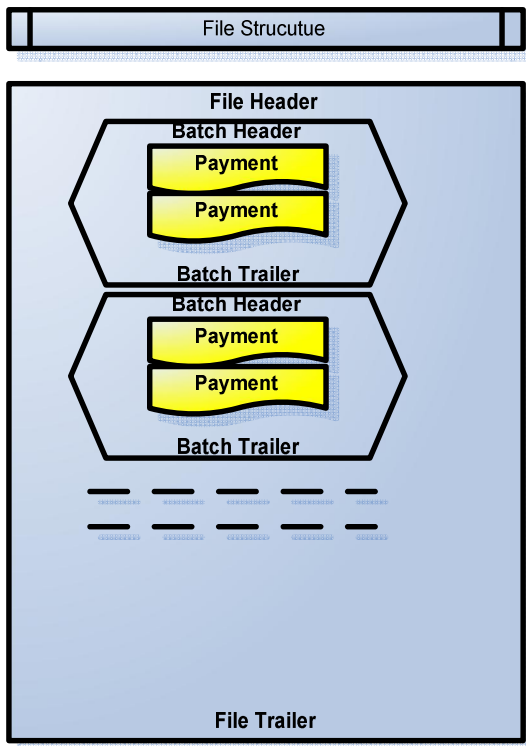 File Strucutue
File Header
Batch Header
Payment
Payment
Batch Trailer
Batch Header
Payment
Payment
Batch Trailer
File Trailer